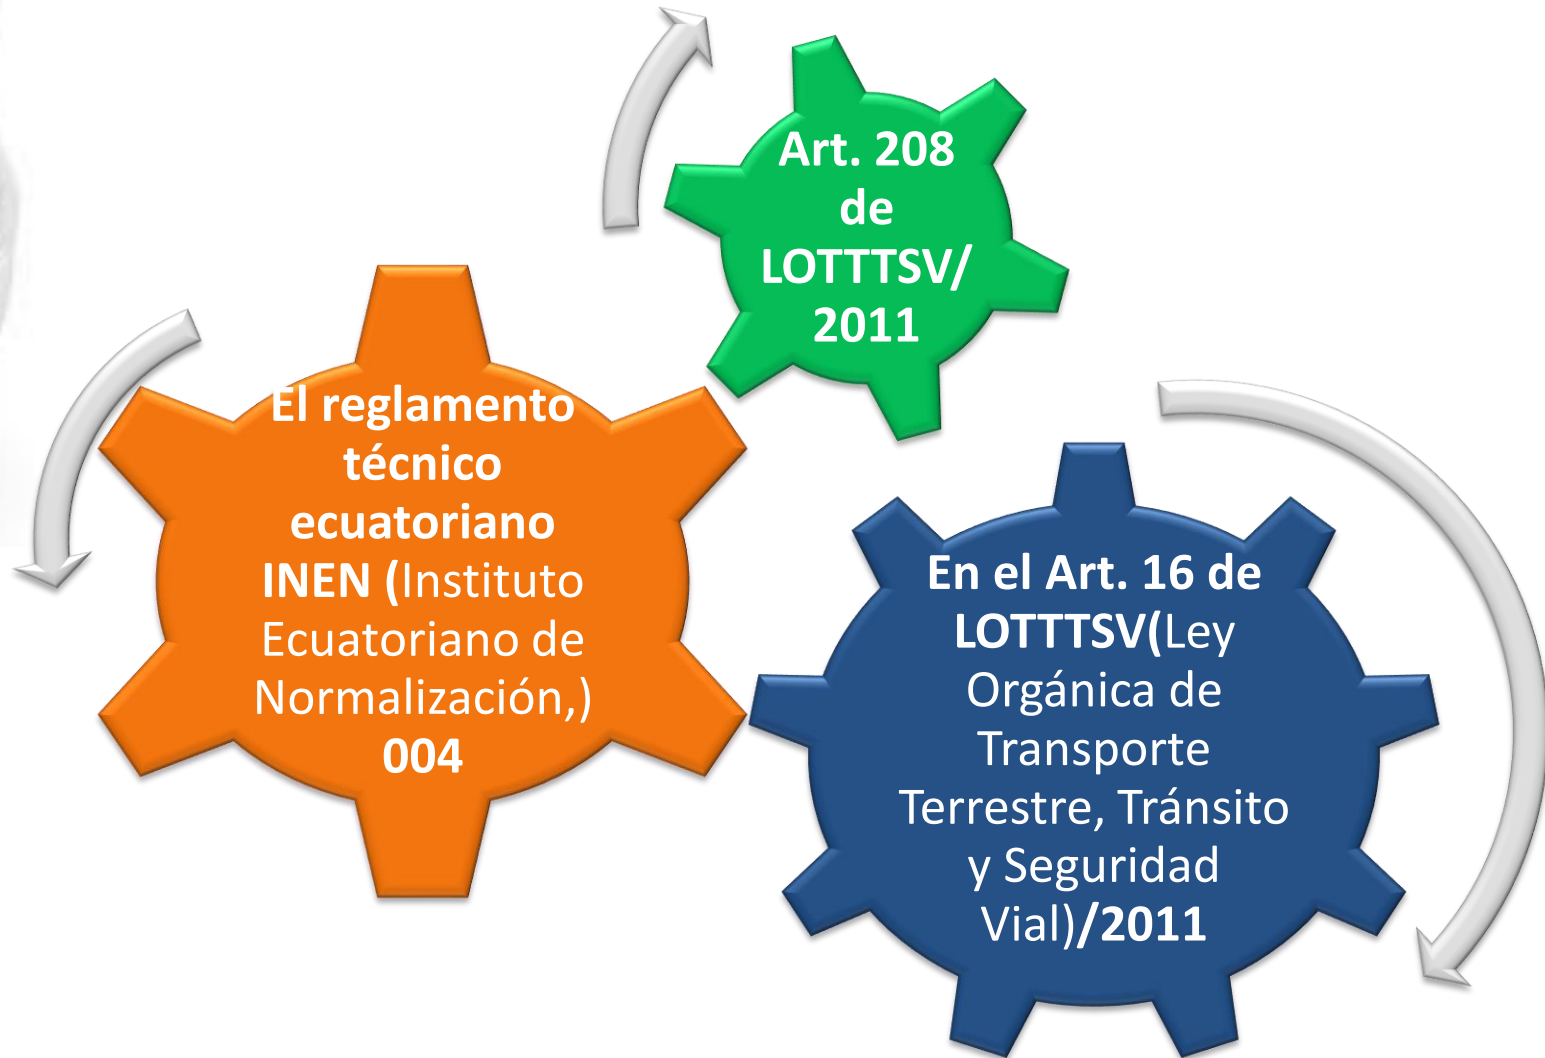 Art. 208
de
LOTTTSV/
2011
El reglamento
técnico
ecuatoriano
INEN (Instituto
Ecuatoriano de
Normalización,)
004
En el Art. 16 de
LOTTTSV(Ley
Orgánica de
Transporte
Terrestre, Tránsito
y Seguridad
Vial)/2011